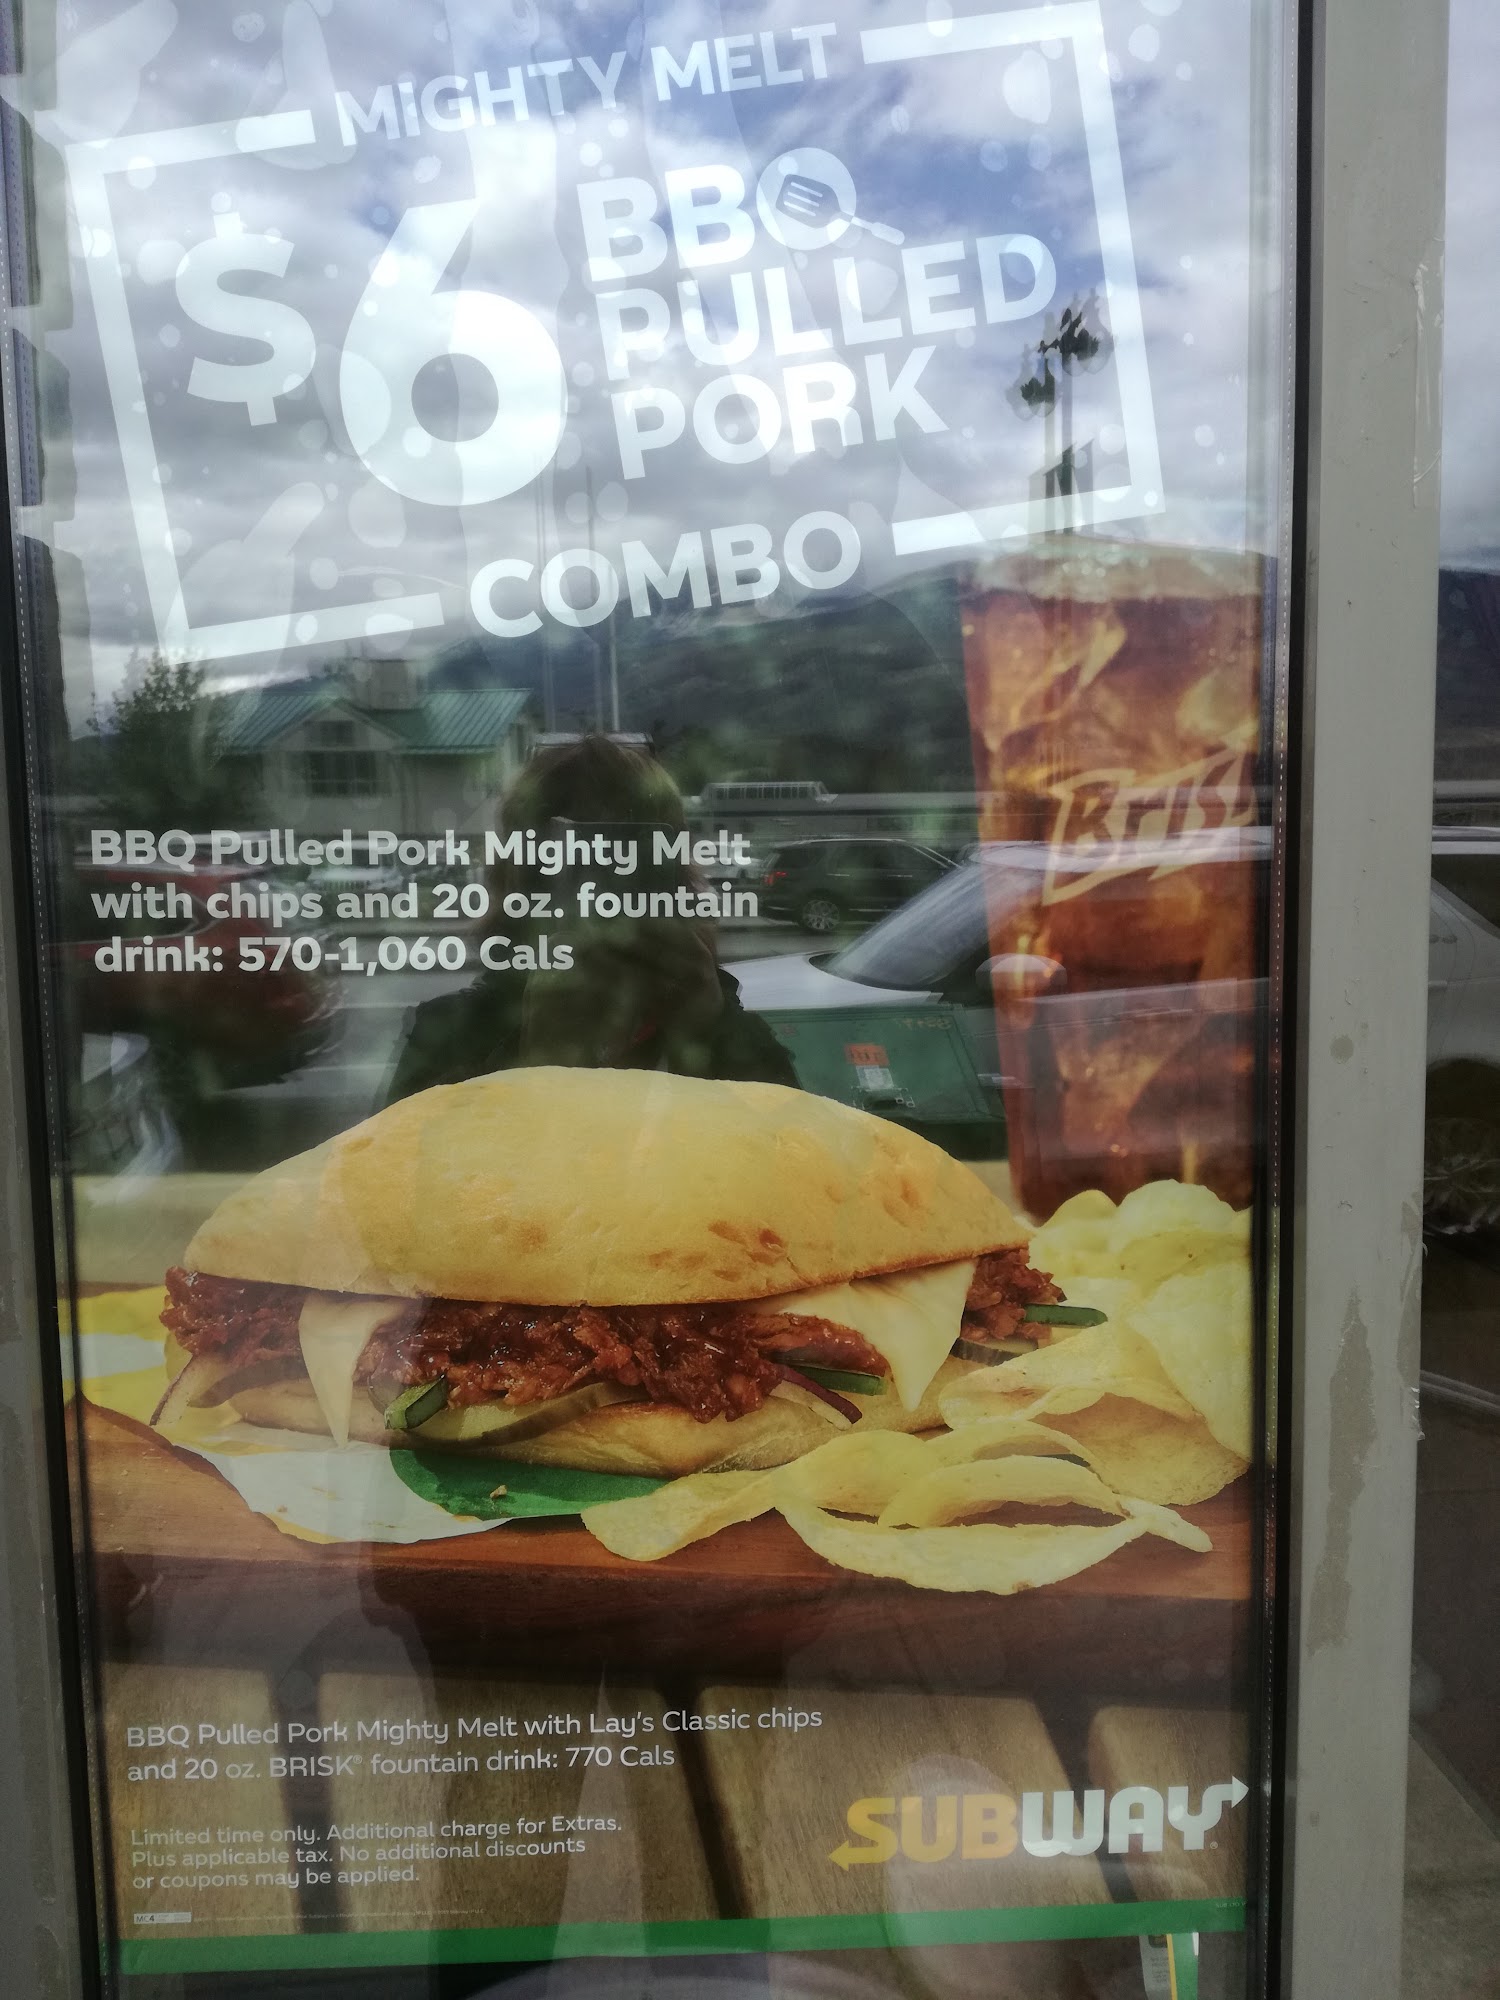 MIGHTY MELT
$6
BBQ
PULLED
PORK
COMBO
Brisk
BBQ Pulled Pork Mighty Melt
with chips and 20 oz. fountain
drink: 570-1,060 Cals
BBQ Pulled Pork Mighty Melt with Lay's Classic chips
and 20 oz. BRISK® fountain drink: 770 Cals
Limited time only. Additional charge for Extras.
Plus applicable tax. No additional discounts
or coupons may be applied.
SUBWAY®
MC4